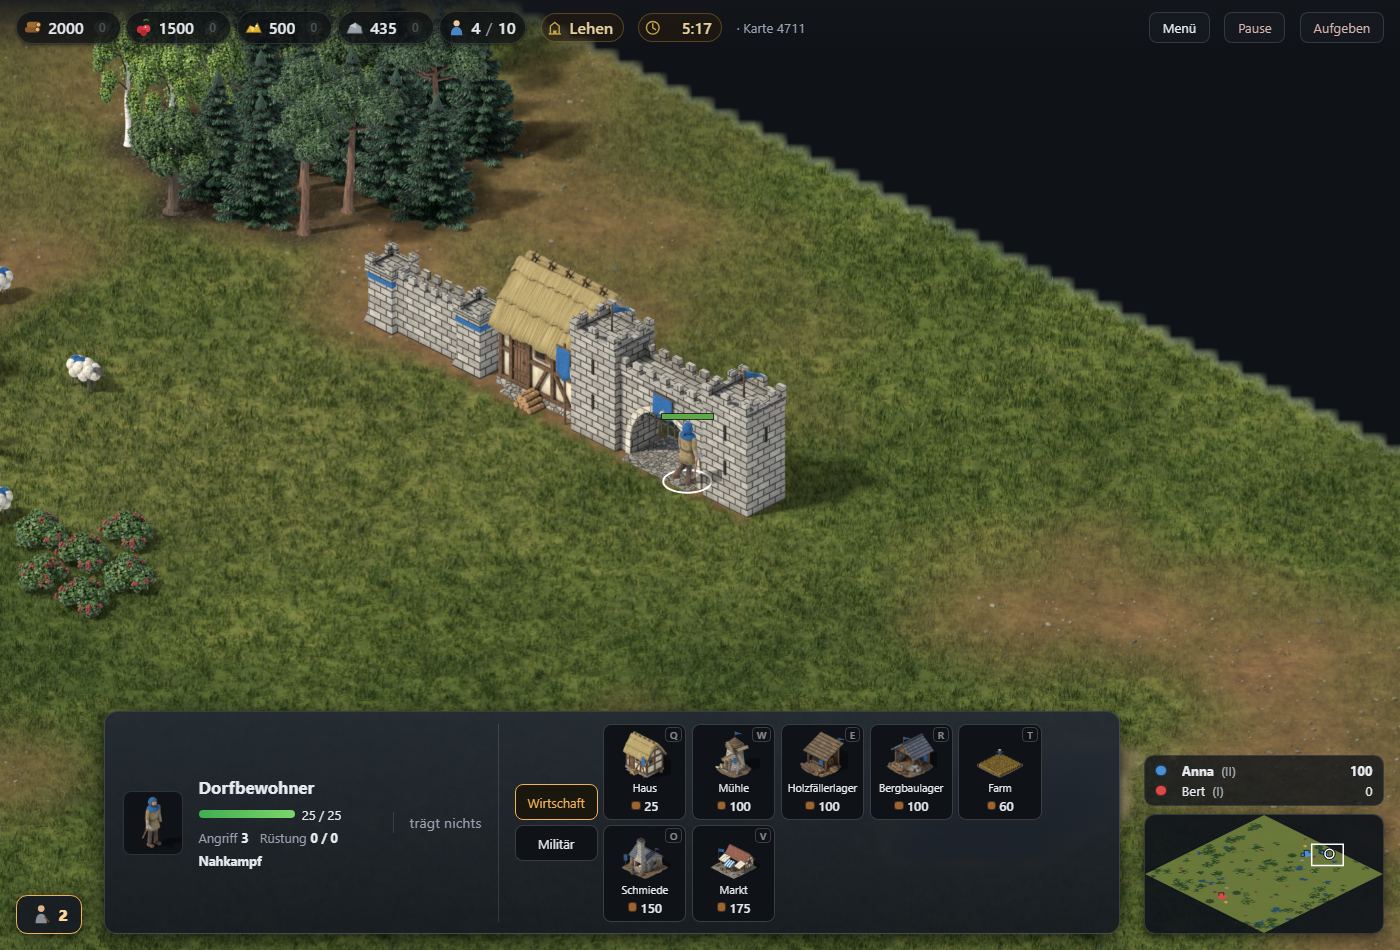 2000 0 1500 0 500 0 435 0 4 / 10 Lehen 5:17 · Karte 4711 Menü Pause Aufgeben
Dorfbewohner
25 / 25
Angriff 3 Rüstung 0 / 0
Nahkampf
trägt nichts
Wirtschaft
Militär
Q W E R T
Haus Mühle Holzfällerlager Bergbaulager Farm
25 100 100 100 60
O V
Schmiede Markt
150 175
Anna (II) 100
Bert (I) 0
2